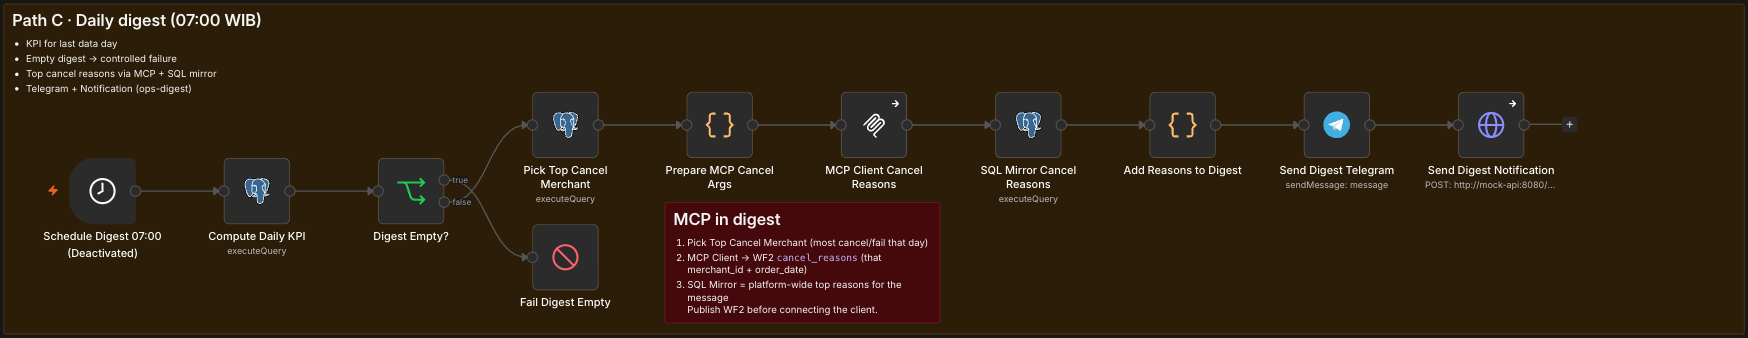 Path C · Daily digest (07:00 WIB)
• KPI for last data day
• Empty digest → controlled failure
• Top cancel reasons via MCP + SQL mirror
• Telegram + Notification (ops-digest)
Schedule Digest 07:00
(Deactivated)
Compute Daily KPI
executeQuery
Digest Empty?
true
false
Pick Top Cancel
Merchant
executeQuery
Fail Digest Empty
Prepare MCP Cancel
Args
MCP Client Cancel
Reasons
SQL Mirror Cancel
Reasons
executeQuery
Add Reasons to Digest
Send Digest Telegram
sendMessage: message
Send Digest Notification
POST: http://mock-api:8080/...
MCP in digest
1. Pick Top Cancel Merchant (most cancel/fail that day)
2. MCP Client → WF2 cancel_reasons (that
merchant_id + order_date)
3. SQL Mirror = platform-wide top reasons for the
message
Publish WF2 before connecting the client.